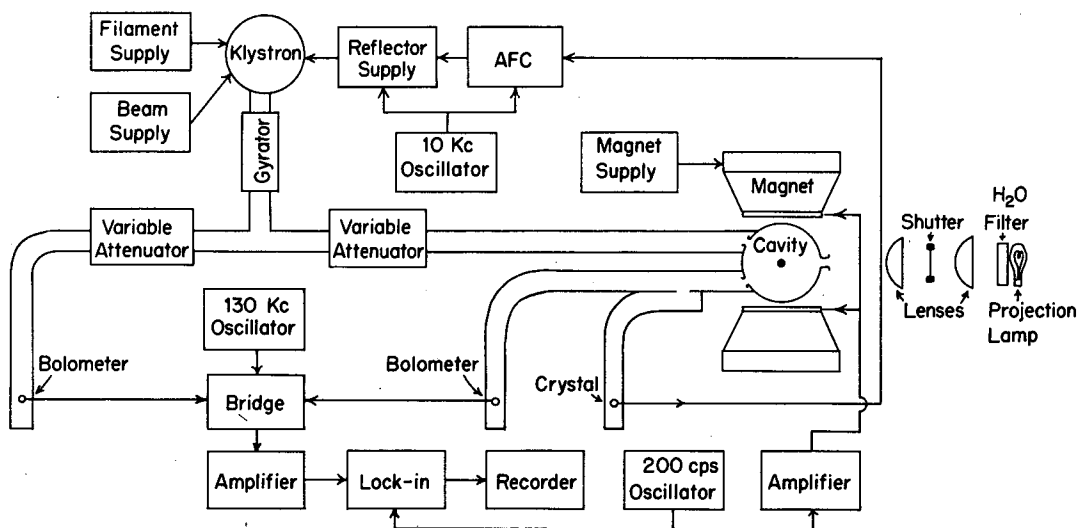 Filament
Supply
Klystron
Reflector
Supply
AFC
Beam
Supply
Gyrator
10 Kc
Oscillator
Magnet
Supply
Magnet
H2O
Filter
Shutter
Variable
Attenuator
Variable
Attenuator
Cavity
Lenses
Projection
Lamp
130 Kc
Oscillator
Bolometer
Bolometer
Crystal
Bridge
Amplifier
Lock-in
Recorder
200 cps
Oscillator
Amplifier